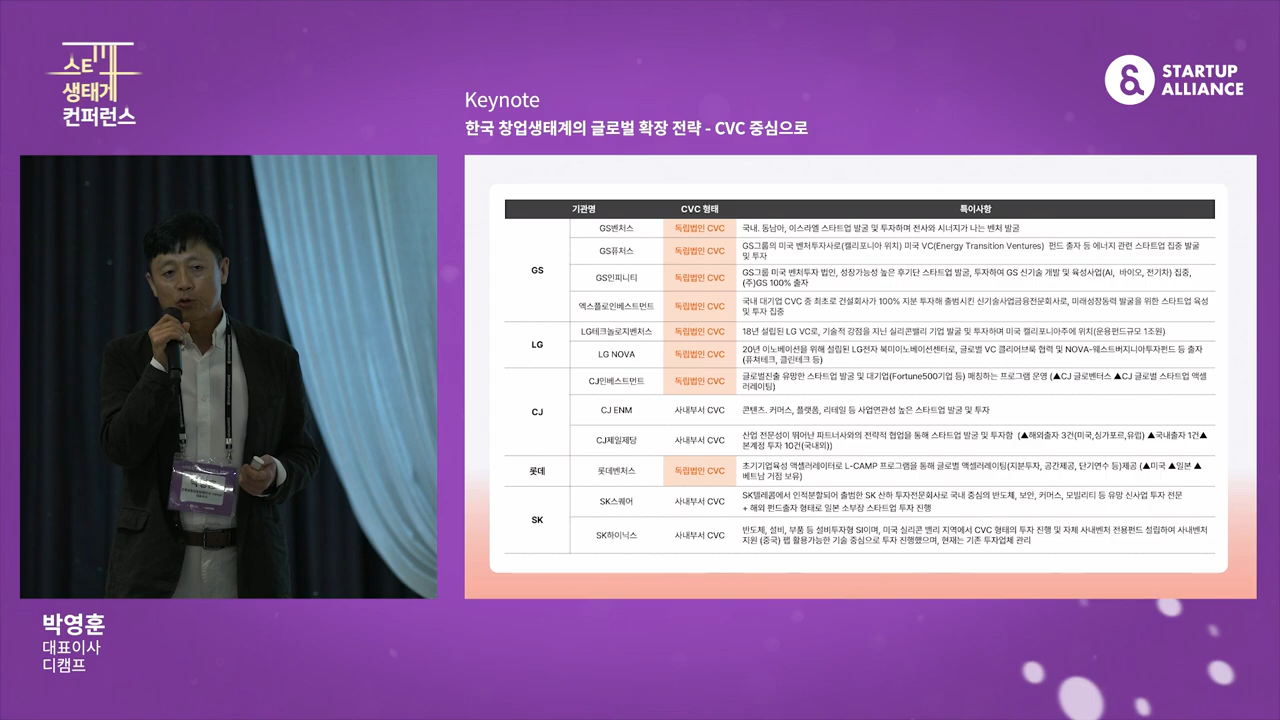 스타트업
생태계
컨퍼런스
STARTUP
ALLIANCE
Keynote
한국 창업생태계의 글로벌 확장 전략 - CVC 중심으로
기관명 CVC 형태 특이사항
GS
GS벤처스 독립법인 CVC 국내. 동남아, 이스라엘 스타트업 발굴 및 투자하며 전사와 시너지가 나는 벤처 발굴
GS퓨처스 독립법인 CVC GS그룹의 미국 벤처투자사로(캘리포니아 위치) 미국 VC(Energy Transition Ventures) 펀드 출자 등 에너지 관련 스타트업 집중 발굴
및 투자
GS인피니티 독립법인 CVC GS그룹 미국 벤처투자 법인, 성장가능성 높은 후기단 스타트업 발굴, 투자하여 GS 신기술 개발 및 육성사업(AI, 바이오, 전기차) 집중,
(주)GS 100% 출자
엑스플로인베스트먼트 독립법인 CVC 국내 대기업 CVC 중 최초로 건설회사가 100% 지분 투자해 출범시킨 신기술사업금융전문회사로, 미래성장동력 발굴을 위한 스타트업 육성
및 투자 집중
LG
LG테크놀로지벤처스 독립법인 CVC 18년 설립된 LG VC로, 기술적 강점을 지닌 실리콘밸리 기업 발굴 및 투자하며 미국 캘리포니아주에 위치(운용펀드규모 1조원)
LG NOVA 독립법인 CVC 20년 이노베이션을 위해 설립된 LG전자 북미이노베이션센터로, 글로벌 VC 클리어브룩 협력 및 NOVA-웨스트버지니아투자펀드 등 출자
(퓨처테크, 클린테크 등)
CJ
CJ인베스트먼트 독립법인 CVC 글로벌진출 유망한 스타트업 발굴 및 대기업(Fortune500기업 등) 매칭하는 프로그램 운영 (▲CJ 글로벤터스 ▲CJ 글로벌 스타트업 액셀
러레이팅)
CJ ENM 사내부서 CVC 콘텐츠. 커머스, 플랫폼, 리테일 등 사업연관성 높은 스타트업 발굴 및 투자
CJ제일제당 사내부서 CVC 산업 전문성이 뛰어난 파트너사와의 전략적 협업을 통해 스타트업 발굴 및 투자함 (▲해외출자 3건(미국,싱가포르,유럽) ▲국내출자 1건▲
본계정 투자 10건(국내외))
롯데
롯데벤처스 독립법인 CVC 초기기업육성 액셀러레이터로 L-CAMP 프로그램을 통해 글로벌 액셀러레이팅(지분투자, 공간제공, 단기연수 등)제공 (▲미국 ▲일본 ▲
베트남 거점 보유)
SK
SK스퀘어 사내부서 CVC SK텔레콤에서 인적분할되어 출범한 SK 산하 투자전문회사로 국내 중심의 반도체, 보안, 커머스, 모빌리티 등 유망 신사업 투자 전문
+ 해외 펀드출자 형태로 일본 소부장 스타트업 투자 진행
SK하이닉스 사내부서 CVC 반도체, 설비, 부품 등 설비투자형 SI이며, 미국 실리콘 밸리 지역에서 CVC 형태의 투자 진행 및 자체 사내벤처 전용펀드 설립하여 사내벤처
지원 (중국) 팹 활용가능한 기술 중심으로 투자 진행했으며, 현재는 기존 투자업체 관리
박영훈
대표이사
디캠프